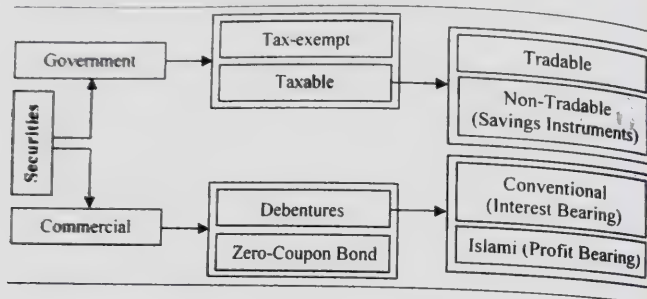 Securities
Government
Tax-exempt
Taxable
Tradable
Non-Tradable
(Savings Instruments)
Commercial
Debentures
Zero-Coupon Bond
Conventional
(Interest Bearing)
Islami (Profit Bearing)